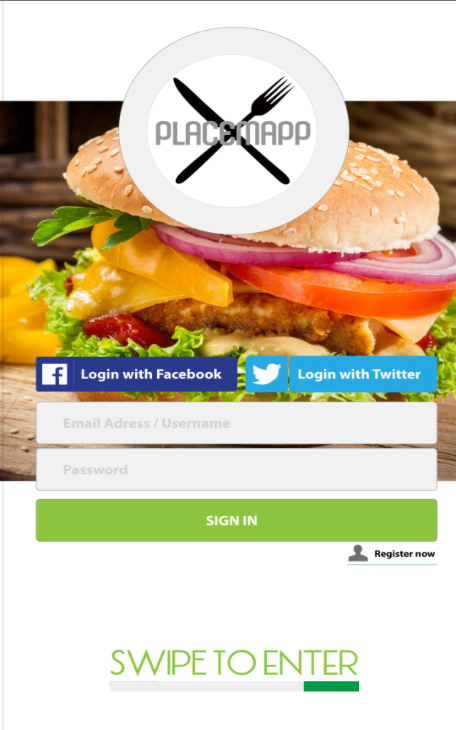 PLACEMAPP
Login with Facebook
Login with Twitter
Email Adress / Username
Password
SIGN IN
Register now
SWIPE TO ENTER